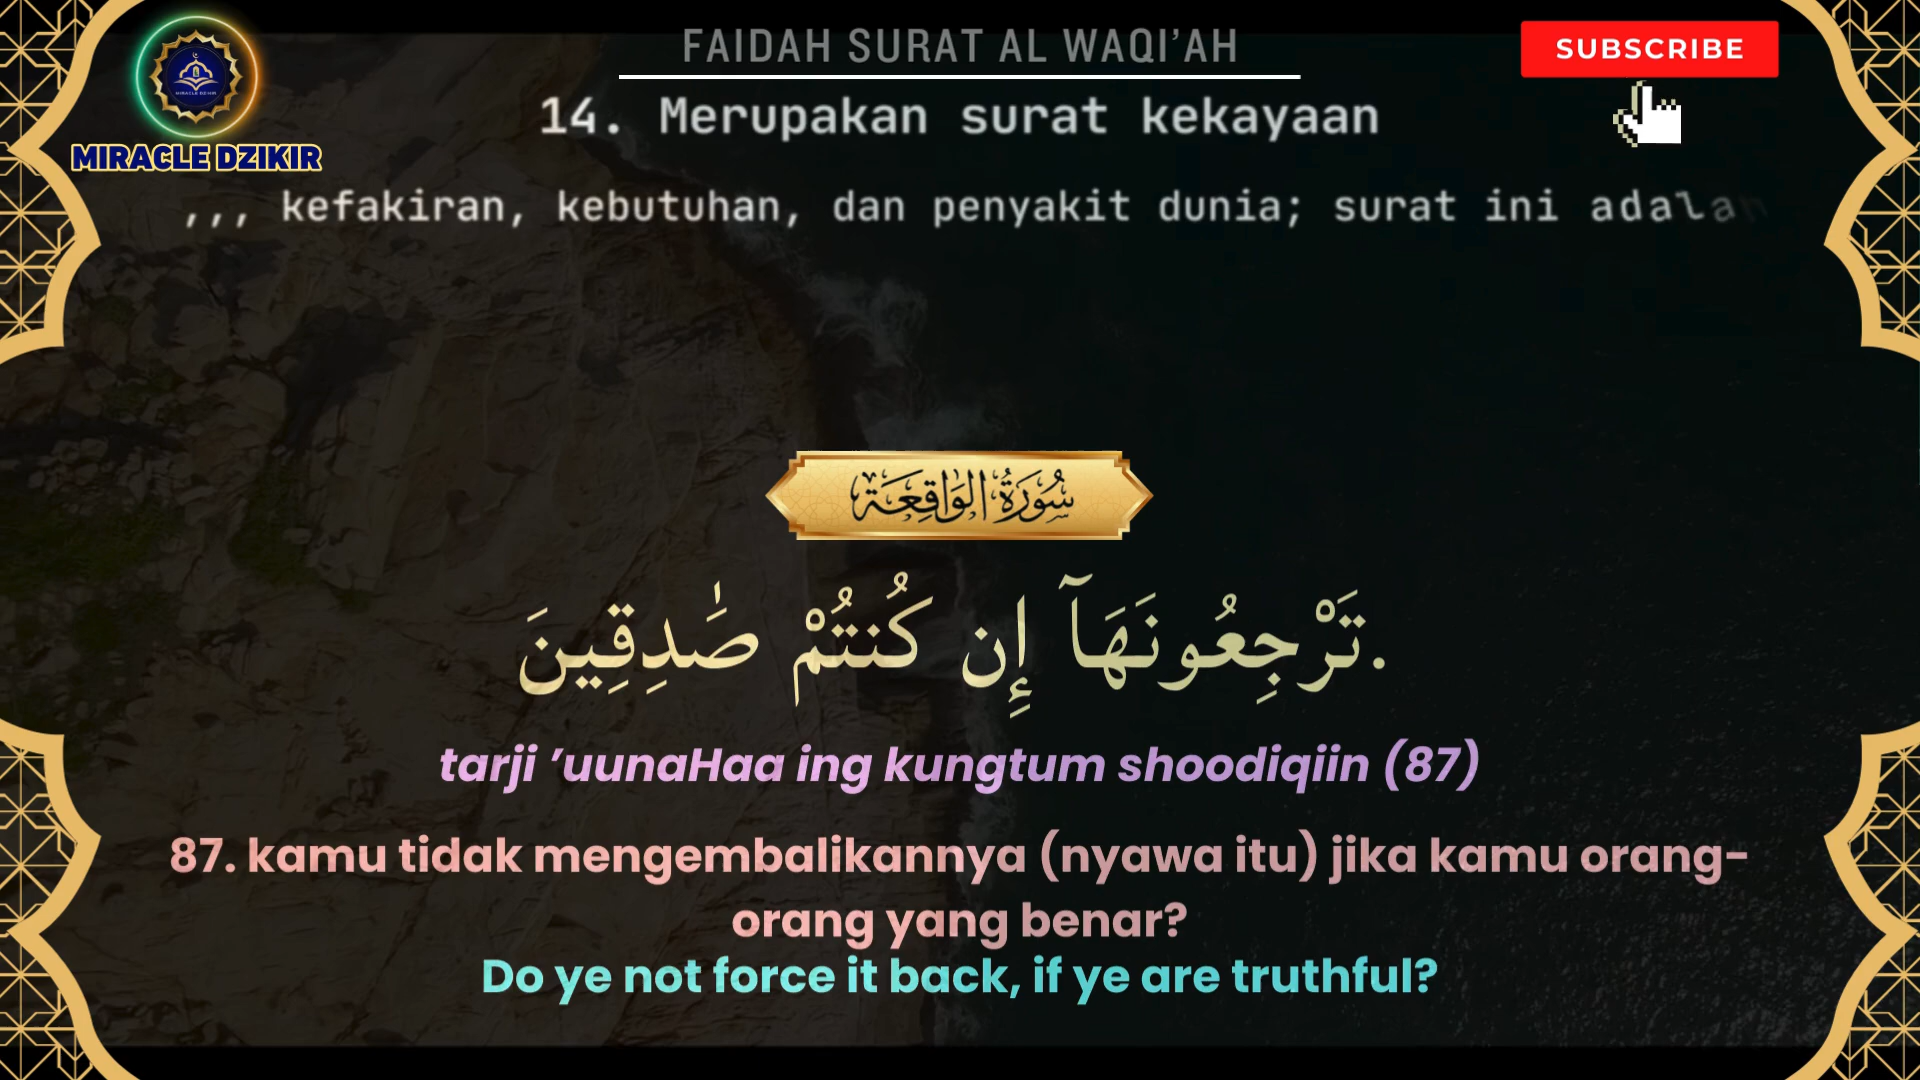 FAIDAH SURAT AL WAQI’AH
SUBSCRIBE
MIRACLE DZIKIR
14. Merupakan surat kekayaan
,,, kefakiran, kebutuhan, dan penyakit dunia; surat ini adalan
سُورَةُ الوَاقِعَة
تَرْجِعُونَهَآ إِن كُنتُمْ صَٰدِقِينَ.
tarji ’uunaHaa ing kungtum shoodiqiin (87)
87. kamu tidak mengembalikannya (nyawa itu) jika kamu orang-
orang yang benar?
Do ye not force it back, if ye are truthful?